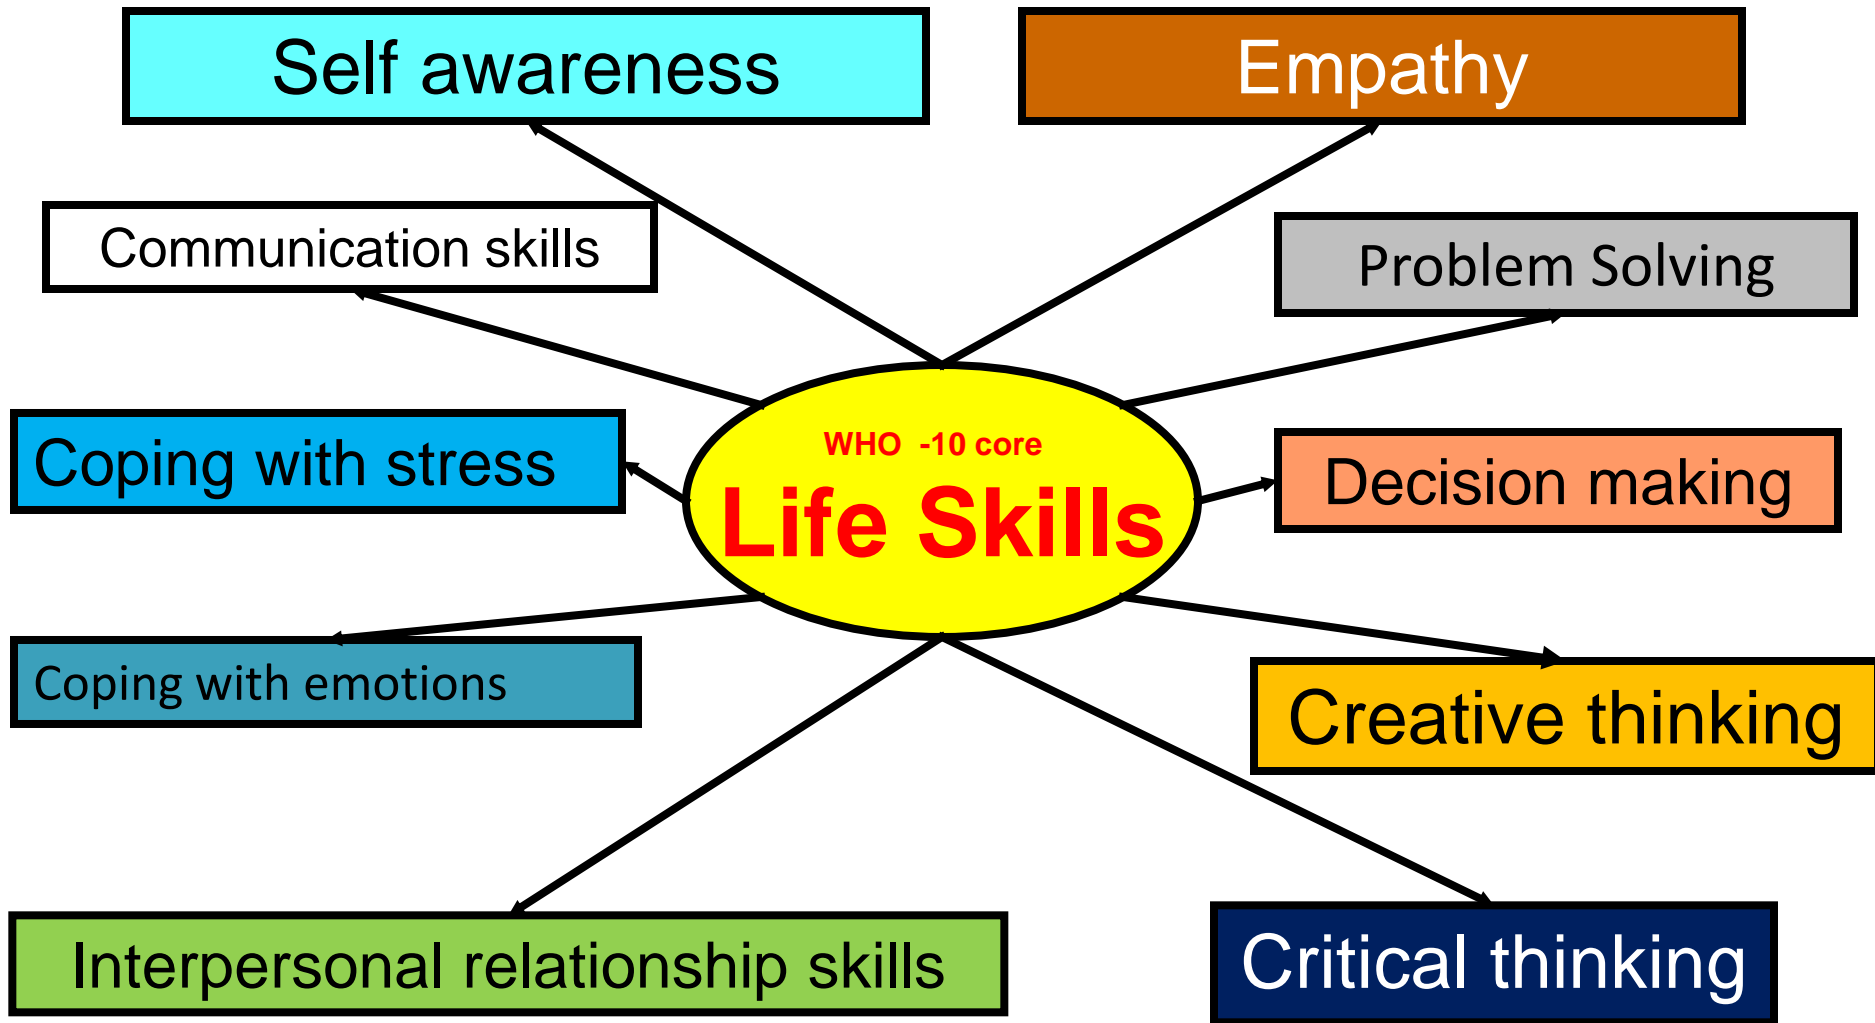 Self awareness
Empathy
Communication skills
Problem Solving
Coping with stress
WHO -10 core
Life Skills
Decision making
Coping with emotions
Creative thinking
Interpersonal relationship skills
Critical thinking